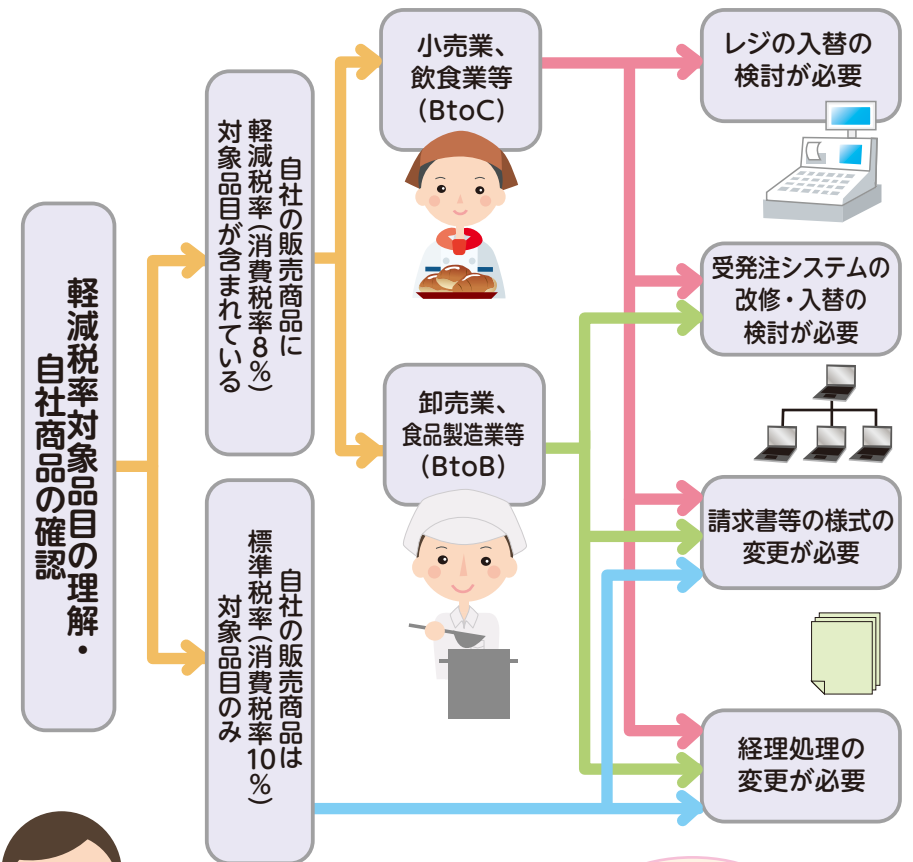 軽減税率対象品目の理解・
自社商品の確認
自社の販売商品に
軽減税率（消費税率8%）
対象品目が含まれている
自社の販売商品は
標準税率（消費税率10%）
対象品目のみ
小売業、
飲食業等
(BtoC)
卸売業、
食品製造業等
(BtoB)
レジの入替の
検討が必要
受発注システムの
改修・入替の
検討が必要
請求書等の様式の
変更が必要
経理処理の
変更が必要